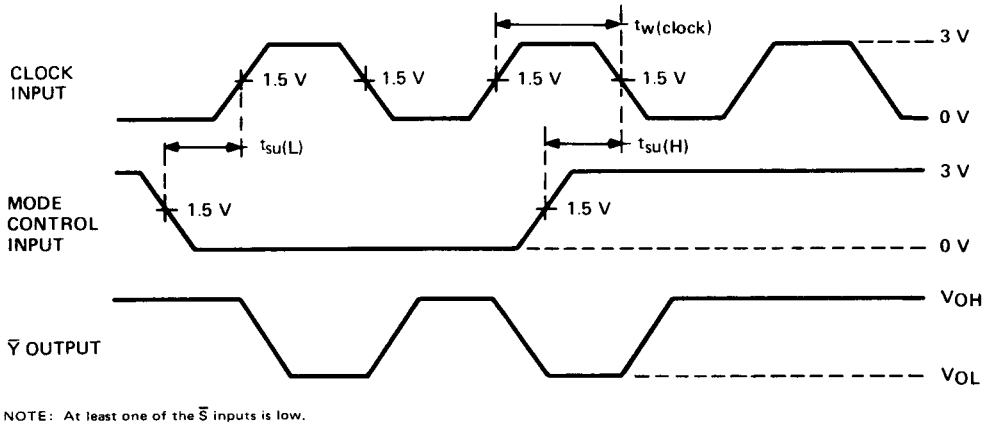 tw(clock)
3 V
CLOCK
INPUT
1.5 V
1.5 V
1.5 V
1.5 V
0 V
tsu(L)
tsu(H)
3 V
MODE
CONTROL
INPUT
1.5 V
1.5 V
0 V
VOH
Y̅ OUTPUT
VOL
NOTE: At least one of the S̅ inputs is low.